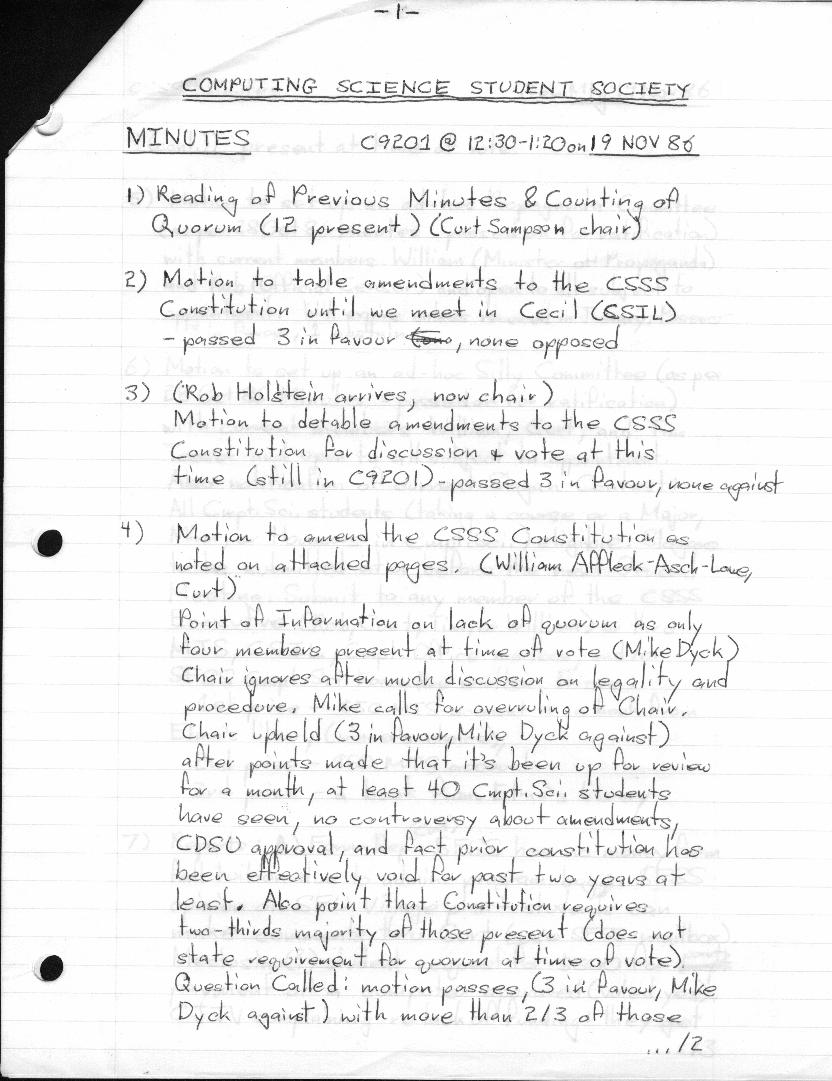 -1-
COMPUTING SCIENCE STUDENT SOCIETY
MINUTES C9201 @ 12:30-1:20 on 19 NOV 86
1) Reading of Previous Minutes & Counting of
Quorum (12 present) (Curt Sampson chair)
2) Motion to table amendments to the CSSS
Constitution until we meet in Cecil (CSIL)
- passed 3 in favour, none opposed
3) (Rob Holstein arrives, now chair)
Motion to detable amendments to the CSSS
Constitution for discussion & vote at this
time (still in C9201) - passed 3 in favour, none against
4) Motion to amend the CSSS Constitution as
noted on attached pages. (William Affleck-Asch-Lowe,
Curt)
Point of Information on lack of quorum as only
four members present at time of vote (Mike Dyck)
Chair ignores after much discussion on legality and
procedure. Mike calls for overruling of Chair.
Chair upheld (3 in favour, Mike Dyck against)
after points made that it's been up for review
for a month, at least 40 Cmpt.Sci. students
have seen, no controversy about amendments,
CDSU approval, and fact prior constitution has
been effectively void for past two years at
least. Also point that Constitution requires
two-thirds majority of those present (does not
state requirement for quorum at time of vote).
Question Called: motion passes, (3 in favour, Mike
Dyck against) with more than 2/3 of those
.../2